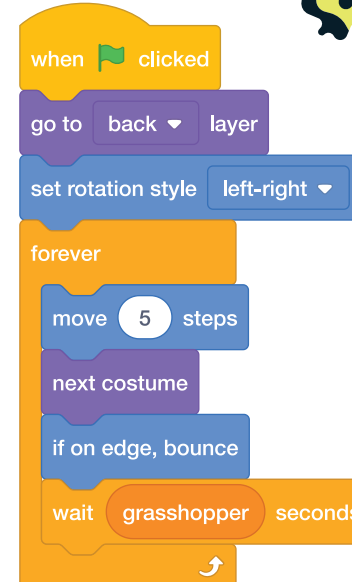 when clicked
go to back layer
set rotation style left-right
forever
move 5 steps
next costume
if on edge, bounce
wait grasshopper seconds